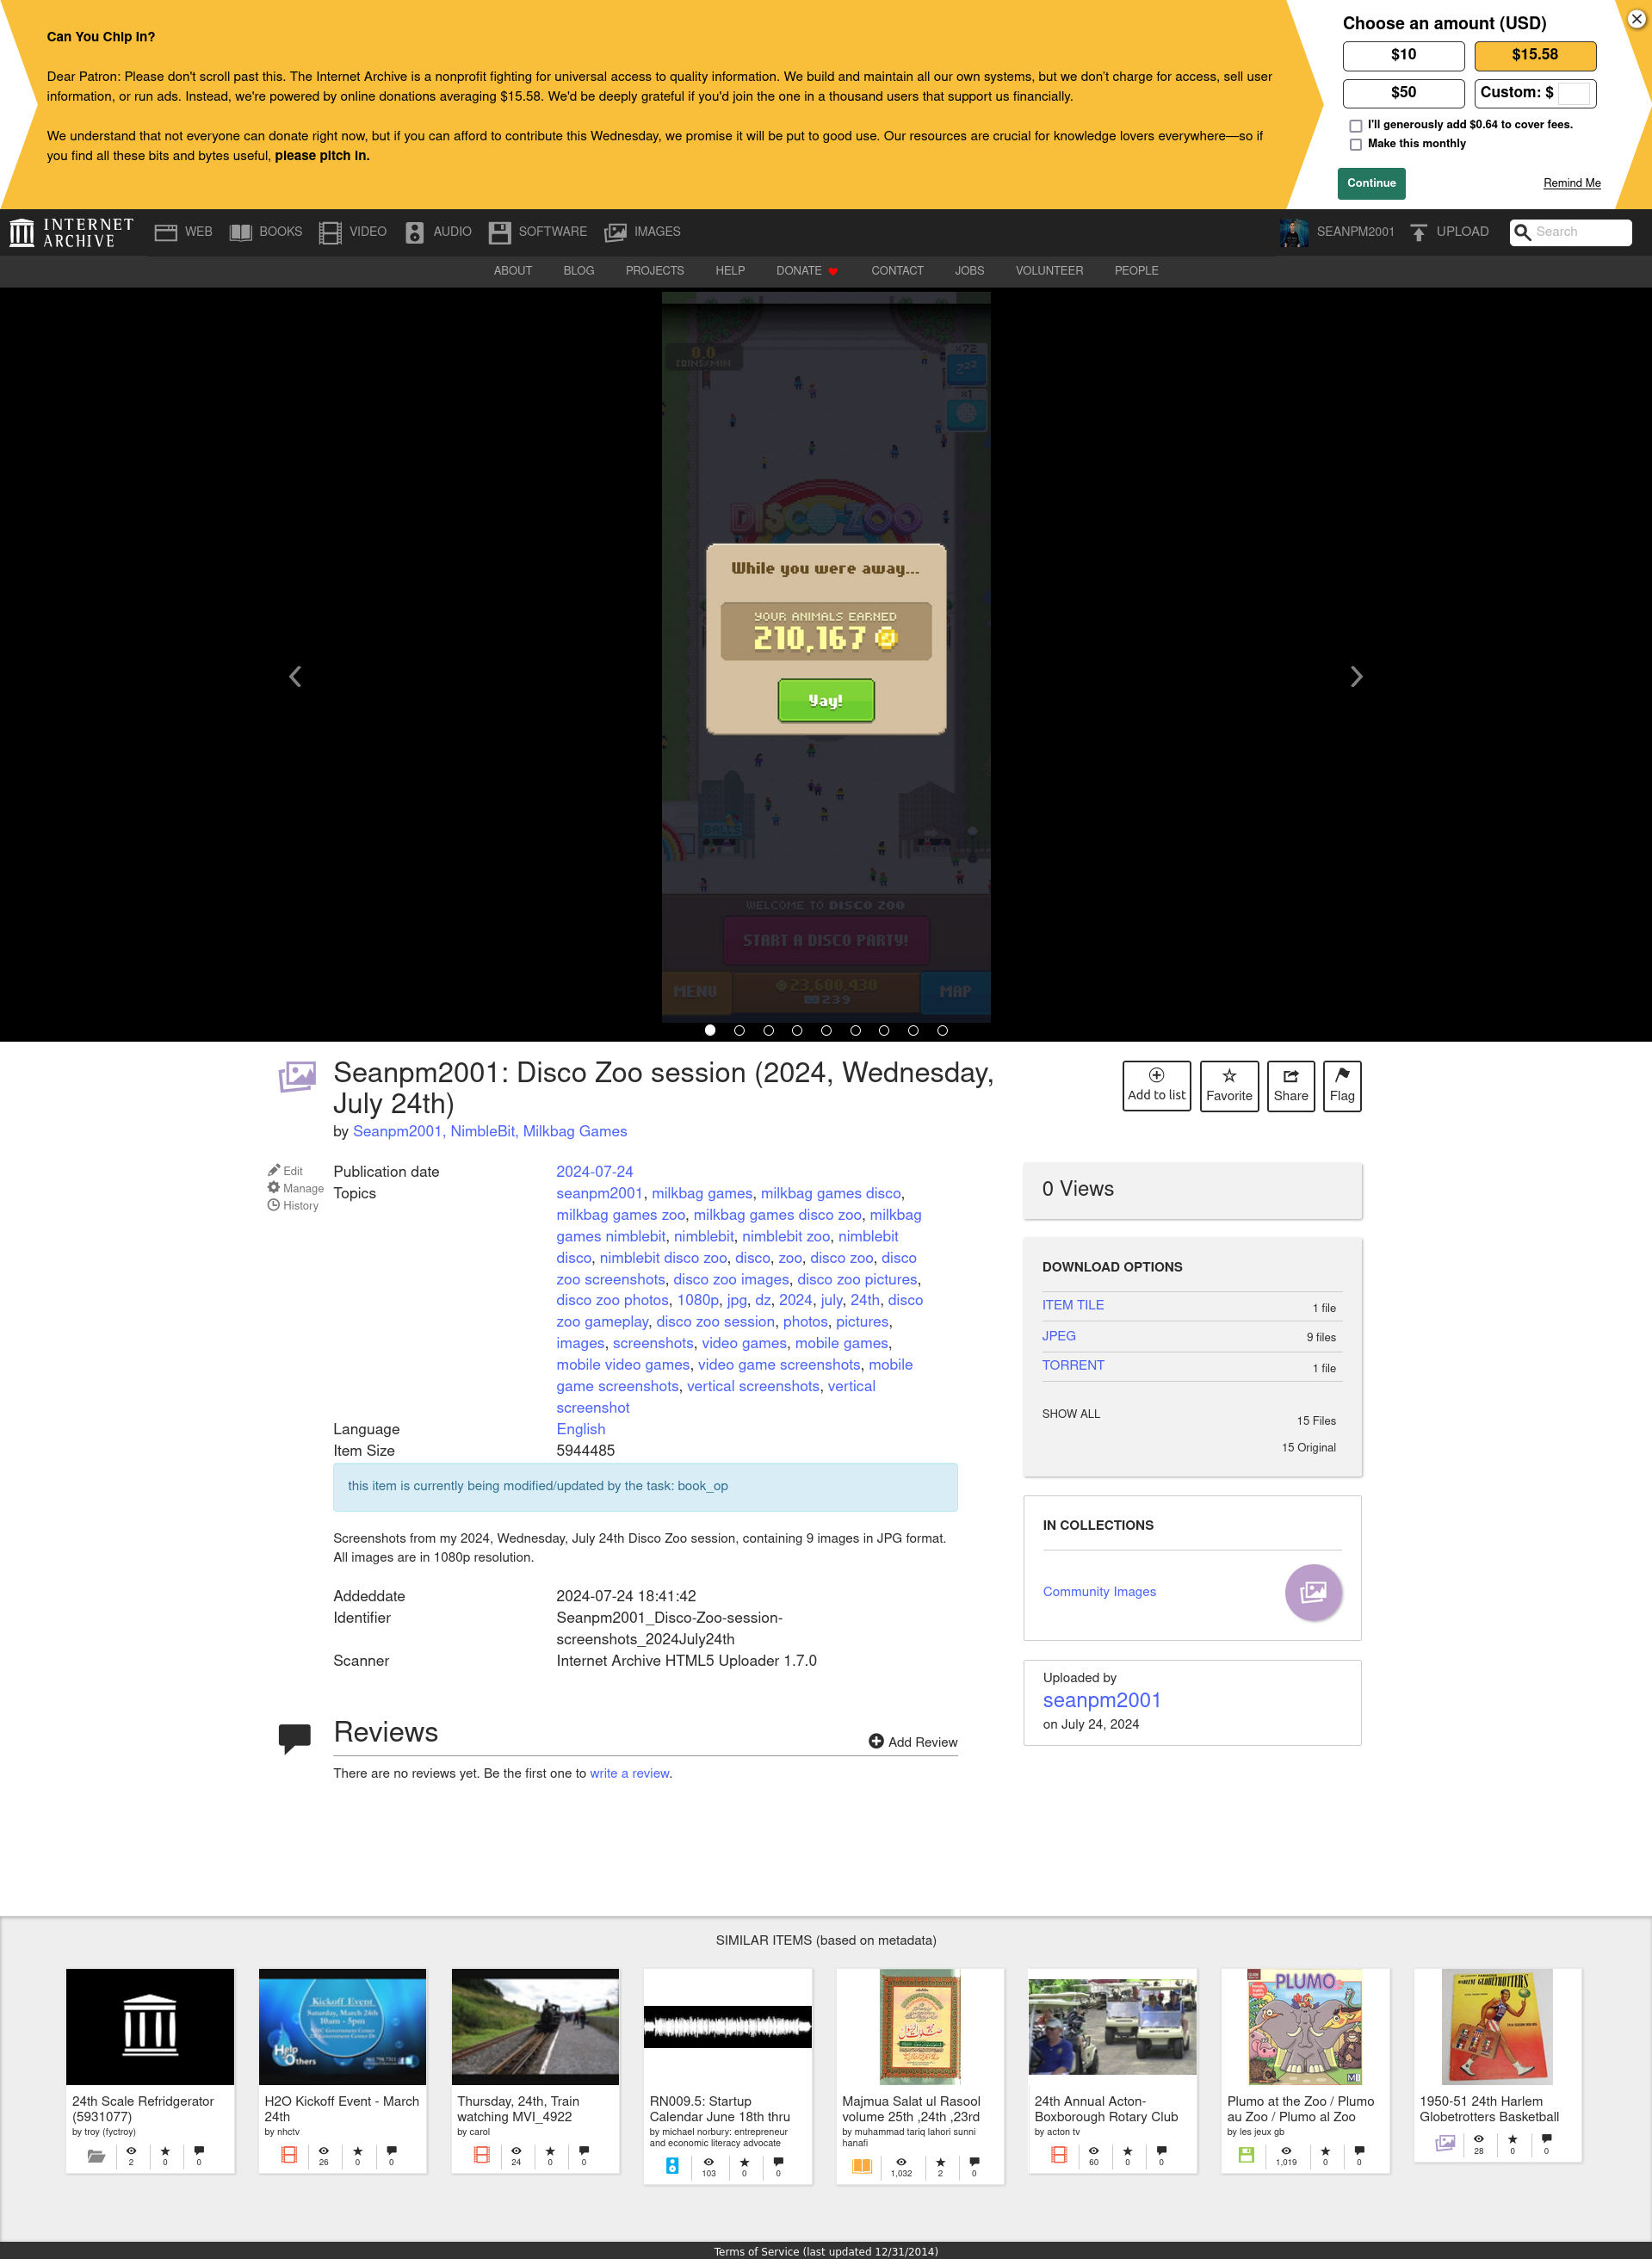 Can You Chip In?
Dear Patron: Please don't scroll past this. The Internet Archive is a nonprofit fighting for universal access to quality information. We build and maintain all our own systems, but we don't charge for access, sell user
information, or run ads. Instead, we're powered by online donations averaging $15.58. We'd be deeply grateful if you'd join the one in a thousand users that support us financially.
We understand that not everyone can donate right now, but if you can afford to contribute this Wednesday, we promise it will be put to good use. Our resources are crucial for knowledge lovers everywhere—so if
you find all these bits and bytes useful, please pitch in.
Choose an amount (USD)
$10
$15.58
$50
Custom: $
I'll generously add $0.64 to cover fees.
Make this monthly
Continue
Remind Me
INTERNET
ARCHIVE
WEB
BOOKS
VIDEO
AUDIO
SOFTWARE
IMAGES
SEANPM2001
UPLOAD
Search
ABOUT
BLOG
PROJECTS
HELP
DONATE
CONTACT
JOBS
VOLUNTEER
PEOPLE
0.0
COINS/MIN
x72
zzz
x1
DISCO ZOO
While you were away...
YOUR ANIMALS EARNED
210,167
Yay!
BALLS
WELCOME TO DISCO ZOO
START A DISCO PARTY!
MENU
23,600,430
239
MAP
Seanpm2001: Disco Zoo session (2024, Wednesday,
July 24th)
by Seanpm2001, NimbleBit, Milkbag Games
Add to list
Favorite
Share
Flag
Edit
Manage
History
Publication date
2024-07-24
Topics
seanpm2001, milkbag games, milkbag games disco,
milkbag games zoo, milkbag games disco zoo, milkbag
games nimblebit, nimblebit, nimblebit zoo, nimblebit
disco, nimblebit disco zoo, disco, zoo, disco zoo, disco
zoo screenshots, disco zoo images, disco zoo pictures,
disco zoo photos, 1080p, jpg, dz, 2024, july, 24th, disco
zoo gameplay, disco zoo session, photos, pictures,
images, screenshots, video games, mobile games,
mobile video games, video game screenshots, mobile
game screenshots, vertical screenshots, vertical
screenshot
Language
English
Item Size
5944485
this item is currently being modified/updated by the task: book_op
Screenshots from my 2024, Wednesday, July 24th Disco Zoo session, containing 9 images in JPG format.
All images are in 1080p resolution.
Addeddate
2024-07-24 18:41:42
Identifier
Seanpm2001_Disco-Zoo-session-
screenshots_2024July24th
Scanner
Internet Archive HTML5 Uploader 1.7.0
0 Views
DOWNLOAD OPTIONS
ITEM TILE
1 file
JPEG
9 files
TORRENT
1 file
SHOW ALL
15 Files
15 Original
IN COLLECTIONS
Community Images
Uploaded by
seanpm2001
on July 24, 2024
Reviews
Add Review
There are no reviews yet. Be the first one to write a review.
SIMILAR ITEMS (based on metadata)
24th Scale Refridgerator
(5931077)
by troy (fyctroy)
2
0
0
Kickoff Event
Saturday, March 24th
10am - 5pm
Help
Others
H2O Kickoff Event - March
24th
by nhctv
26
0
0
Thursday, 24th, Train
watching MVI_4922
by carol
24
0
0
RN009.5: Startup
Calendar June 18th thru
by michael norbury: entrepreneur
and economic literacy advocate
103
0
0
Majmua Salat ul Rasool
volume 25th ,24th ,23rd
by muhammad tariq lahori sunni
hanafi
1,032
2
0
24th Annual Acton-
Boxborough Rotary Club
by acton tv
60
0
0
PLUMO
Plumo at the Zoo / Plumo
au Zoo / Plumo al Zoo
by les jeux gb
1,019
0
0
HARLEM GLOBETROTTERS
1950-51 24th Harlem
Globetrotters Basketball
28
0
0
Terms of Service (last updated 12/31/2014)